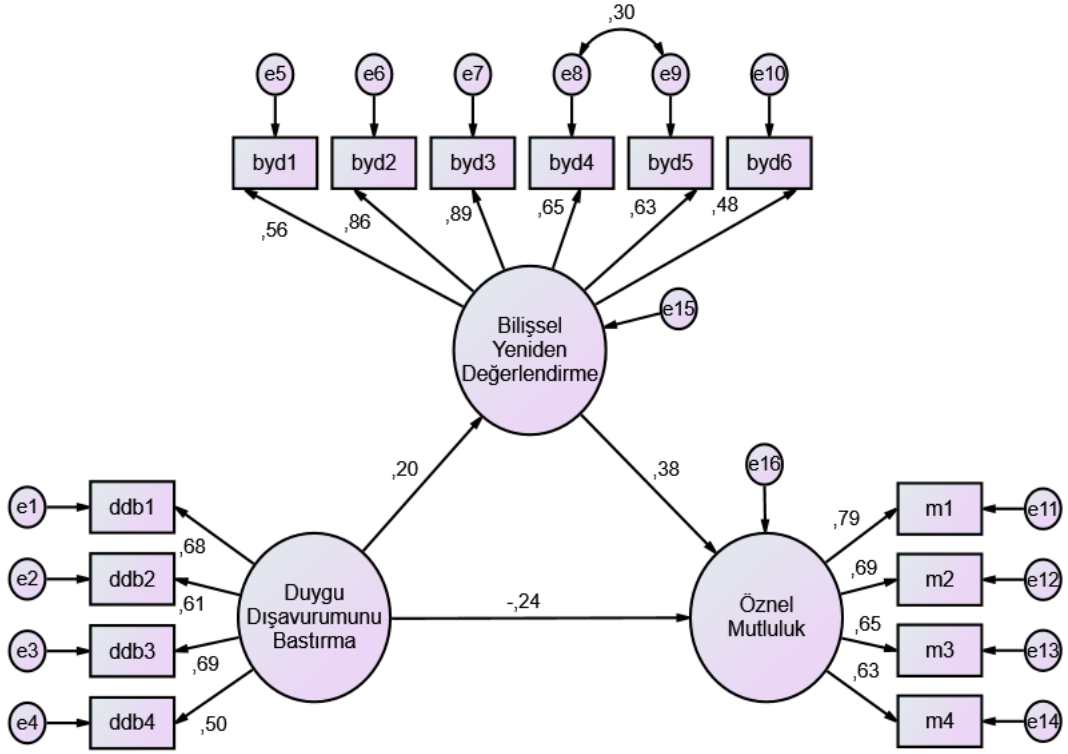 ,30
e5
e6
e7
e8
e9
e10
byd1
byd2
byd3
byd4
byd5
byd6
,56
,86
,89
,65
,63
,48
e15
Bilişsel
Yeniden
Değerlendirme
,20
,38
e16
e1
ddb1
,68
e2
ddb2
,61
e3
ddb3
,69
e4
ddb4
,50
Duygu
Dışavurumunu
Bastırma
-,24
Öznel
Mutluluk
,79
m1
e11
,69
m2
e12
,65
m3
e13
,63
m4
e14